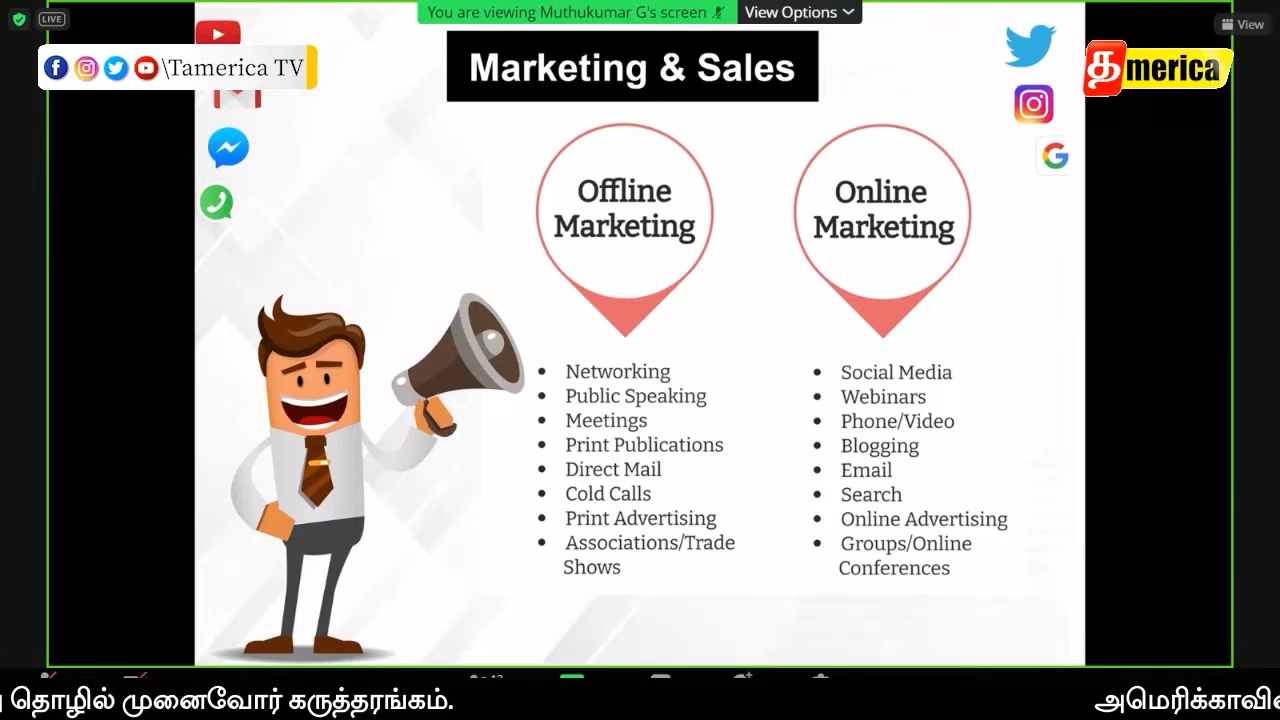 LIVE
You are viewing Muthukumar G's screen
View Options
View
\Tamerica TV
தmerica
Marketing & Sales
Offline
Marketing
Online
Marketing
• Networking
• Public Speaking
• Meetings
• Print Publications
• Direct Mail
• Cold Calls
• Print Advertising
• Associations/Trade
Shows
• Social Media
• Webinars
• Phone/Video
• Blogging
• Email
• Search
• Online Advertising
• Groups/Online
Conferences
தொழில் முனைவோர் கருத்தரங்கம்.